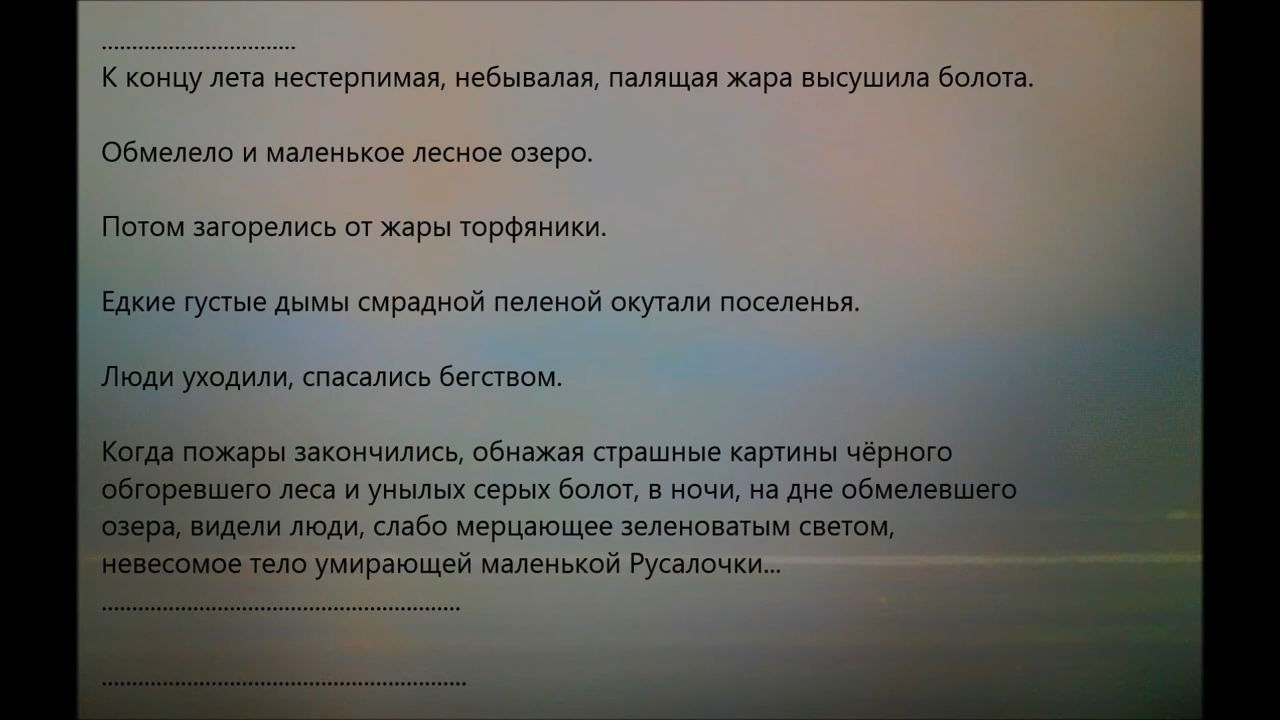 ................................
К концу лета нестерпимая, небывалая, палящая жара высушила болота.
Обмелело и маленькое лесное озеро.
Потом загорелись от жары торфяники.
Едкие густые дымы смрадной пеленой окутали поселенья.
Люди уходили, спасались бегством.
Когда пожары закончились, обнажая страшные картины чёрного
обгоревшего леса и унылых серых болот, в ночи, на дне обмелевшего
озера, видели люди, слабо мерцающее зеленоватым светом,
невесомое тело умирающей маленькой Русалочки...
...........................................................
............................................................